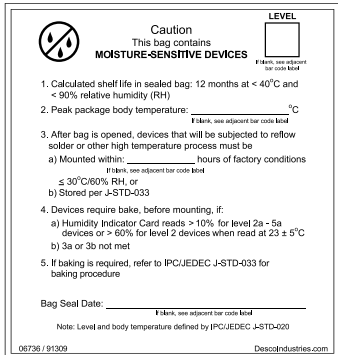 LEVEL
Caution
This bag contains
MOISTURE-SENSITIVE DEVICES
If blank, see adjacent
bar code label
1. Calculated shelf life in sealed bag: 12 months at < 40°C and
< 90% relative humidity (RH)
2. Peak package body temperature: ____________ °C
If blank, see adjacent bar code label
3. After bag is opened, devices that will be subjected to reflow
solder or other high temperature process must be
a) Mounted within: ____________ hours of factory conditions
If blank, see adjacent bar code label
≤ 30°C/60% RH, or
b) Stored per J-STD-033
4. Devices require bake, before mounting, if:
a) Humidity Indicator Card reads > 10% for level 2a - 5a
devices or > 60% for level 2 devices when read at 23 ± 5°C
b) 3a or 3b not met
5. If baking is required, refer to IPC/JEDEC J-STD-033 for
baking procedure
Bag Seal Date: ____________
If blank, see adjacent bar code label
Note: Level and body temperature defined by IPC/JEDEC J-STD-020
06736 / 91309 DescoIndustries.com